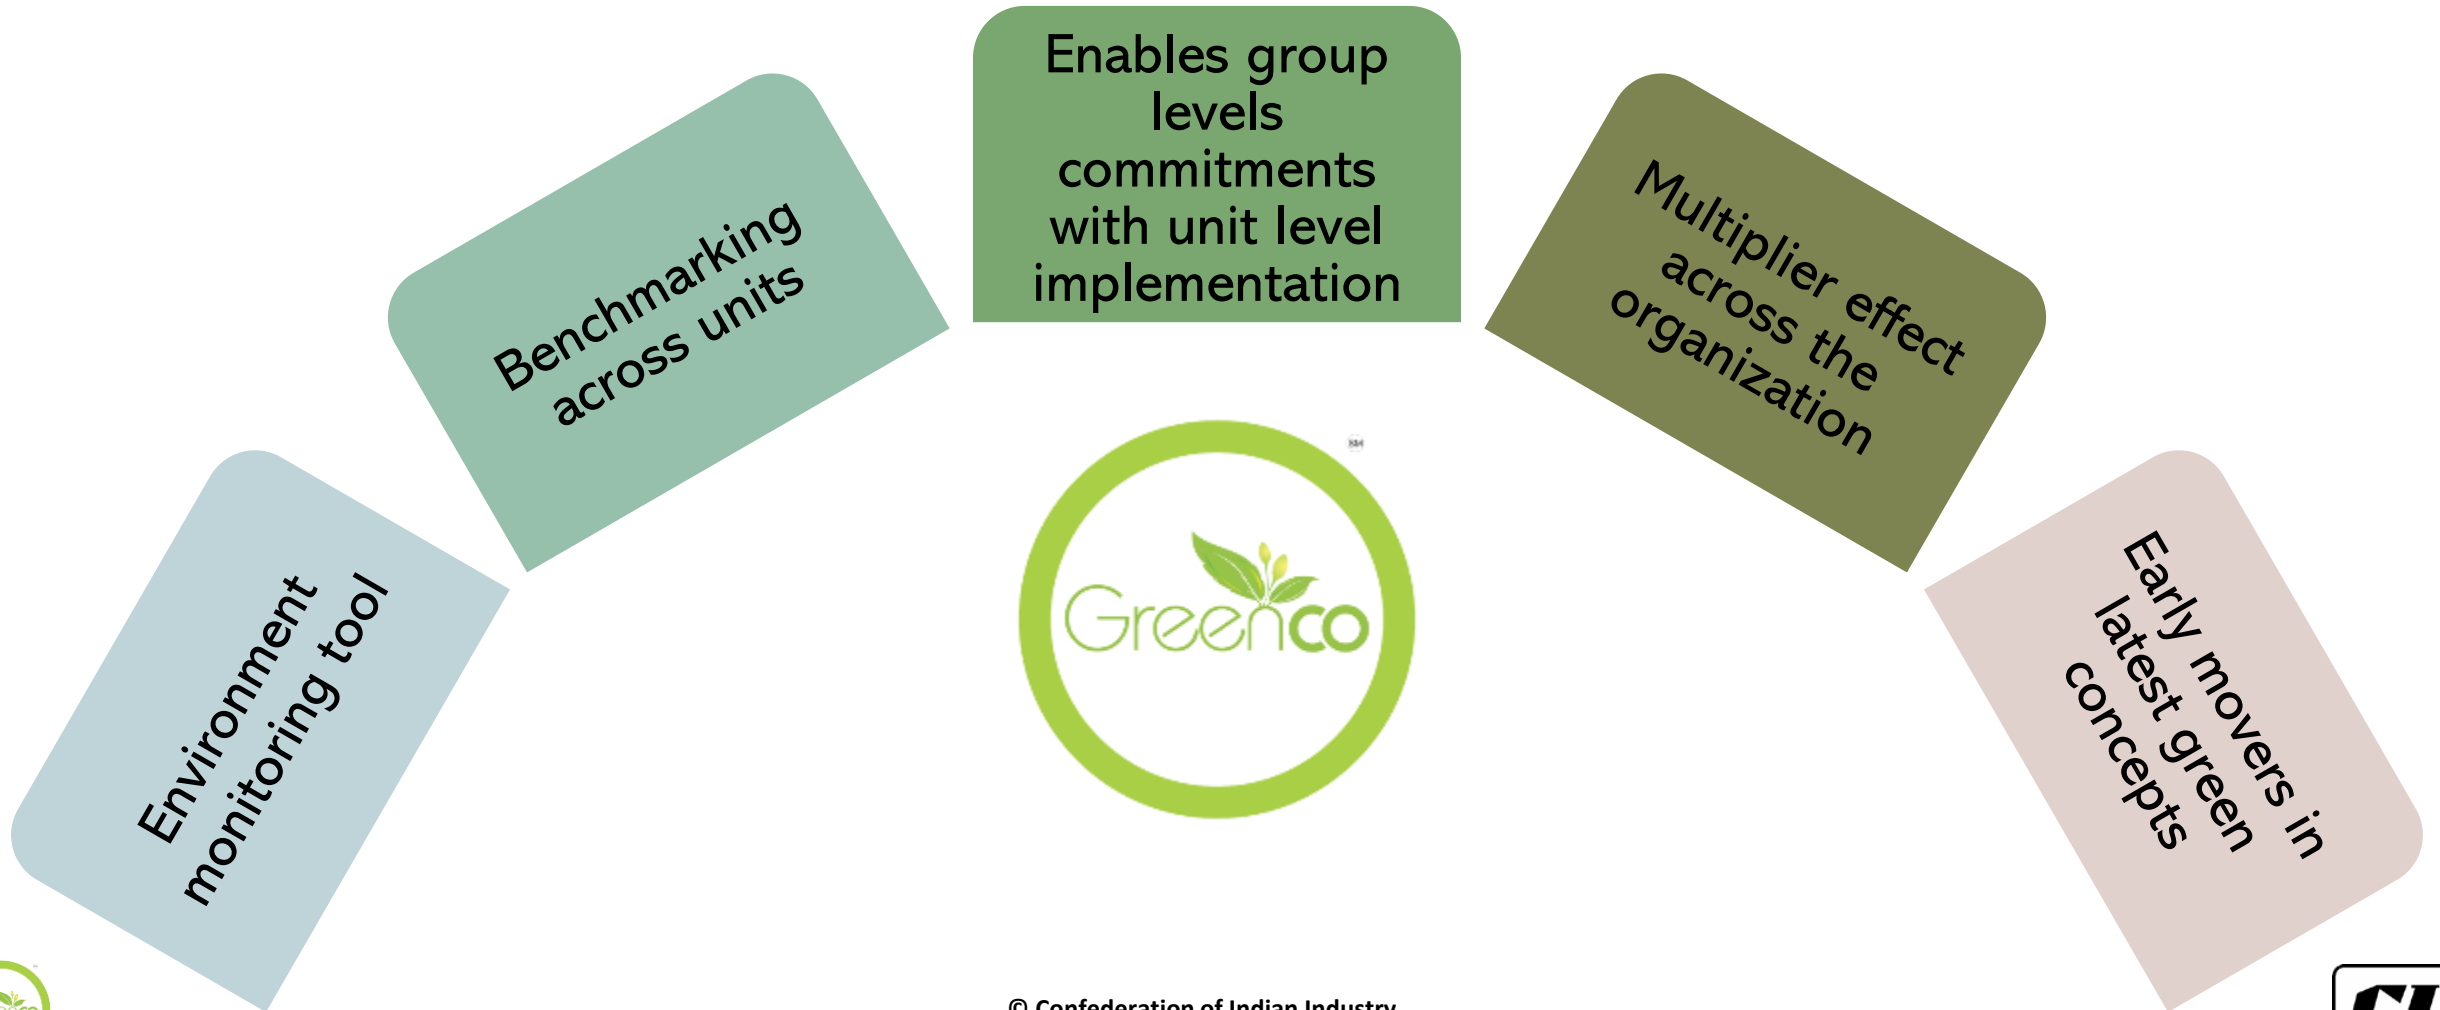 Environment
monitoring tool
Benchmarking
across units
Enables group
levels
commitments
with unit level
implementation
Multiplier effect
across the
organization
Early movers in
latest green
concepts
Greenco
© Confederation of Indian Industry